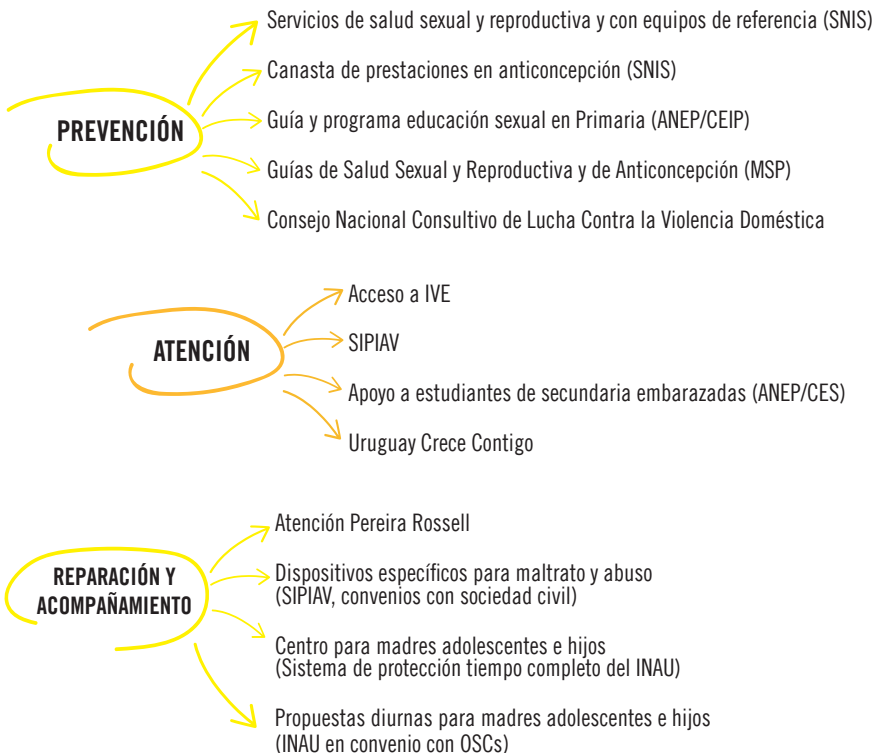 Servicios de salud sexual y reproductiva y con equipos de referencia (SNIS)
Canasta de prestaciones en anticoncepción (SNIS)
PREVENCIÓN
Guía y programa educación sexual en Primaria (ANEP/CEIP)
Guías de Salud Sexual y Reproductiva y de Anticoncepción (MSP)
Consejo Nacional Consultivo de Lucha Contra la Violencia Doméstica
Acceso a IVE
ATENCIÓN
SIPIAV
Apoyo a estudiantes de secundaria embarazadas (ANEP/CES)
Uruguay Crece Contigo
Atención Pereira Rossell
REPARACIÓN Y
ACOMPAÑAMIENTO
Dispositivos específicos para maltrato y abuso
(SIPIAV, convenios con sociedad civil)
Centro para madres adolescentes e hijos
(Sistema de protección tiempo completo del INAU)
Propuestas diurnas para madres adolescentes e hijos
(INAU en convenio con OSCs)